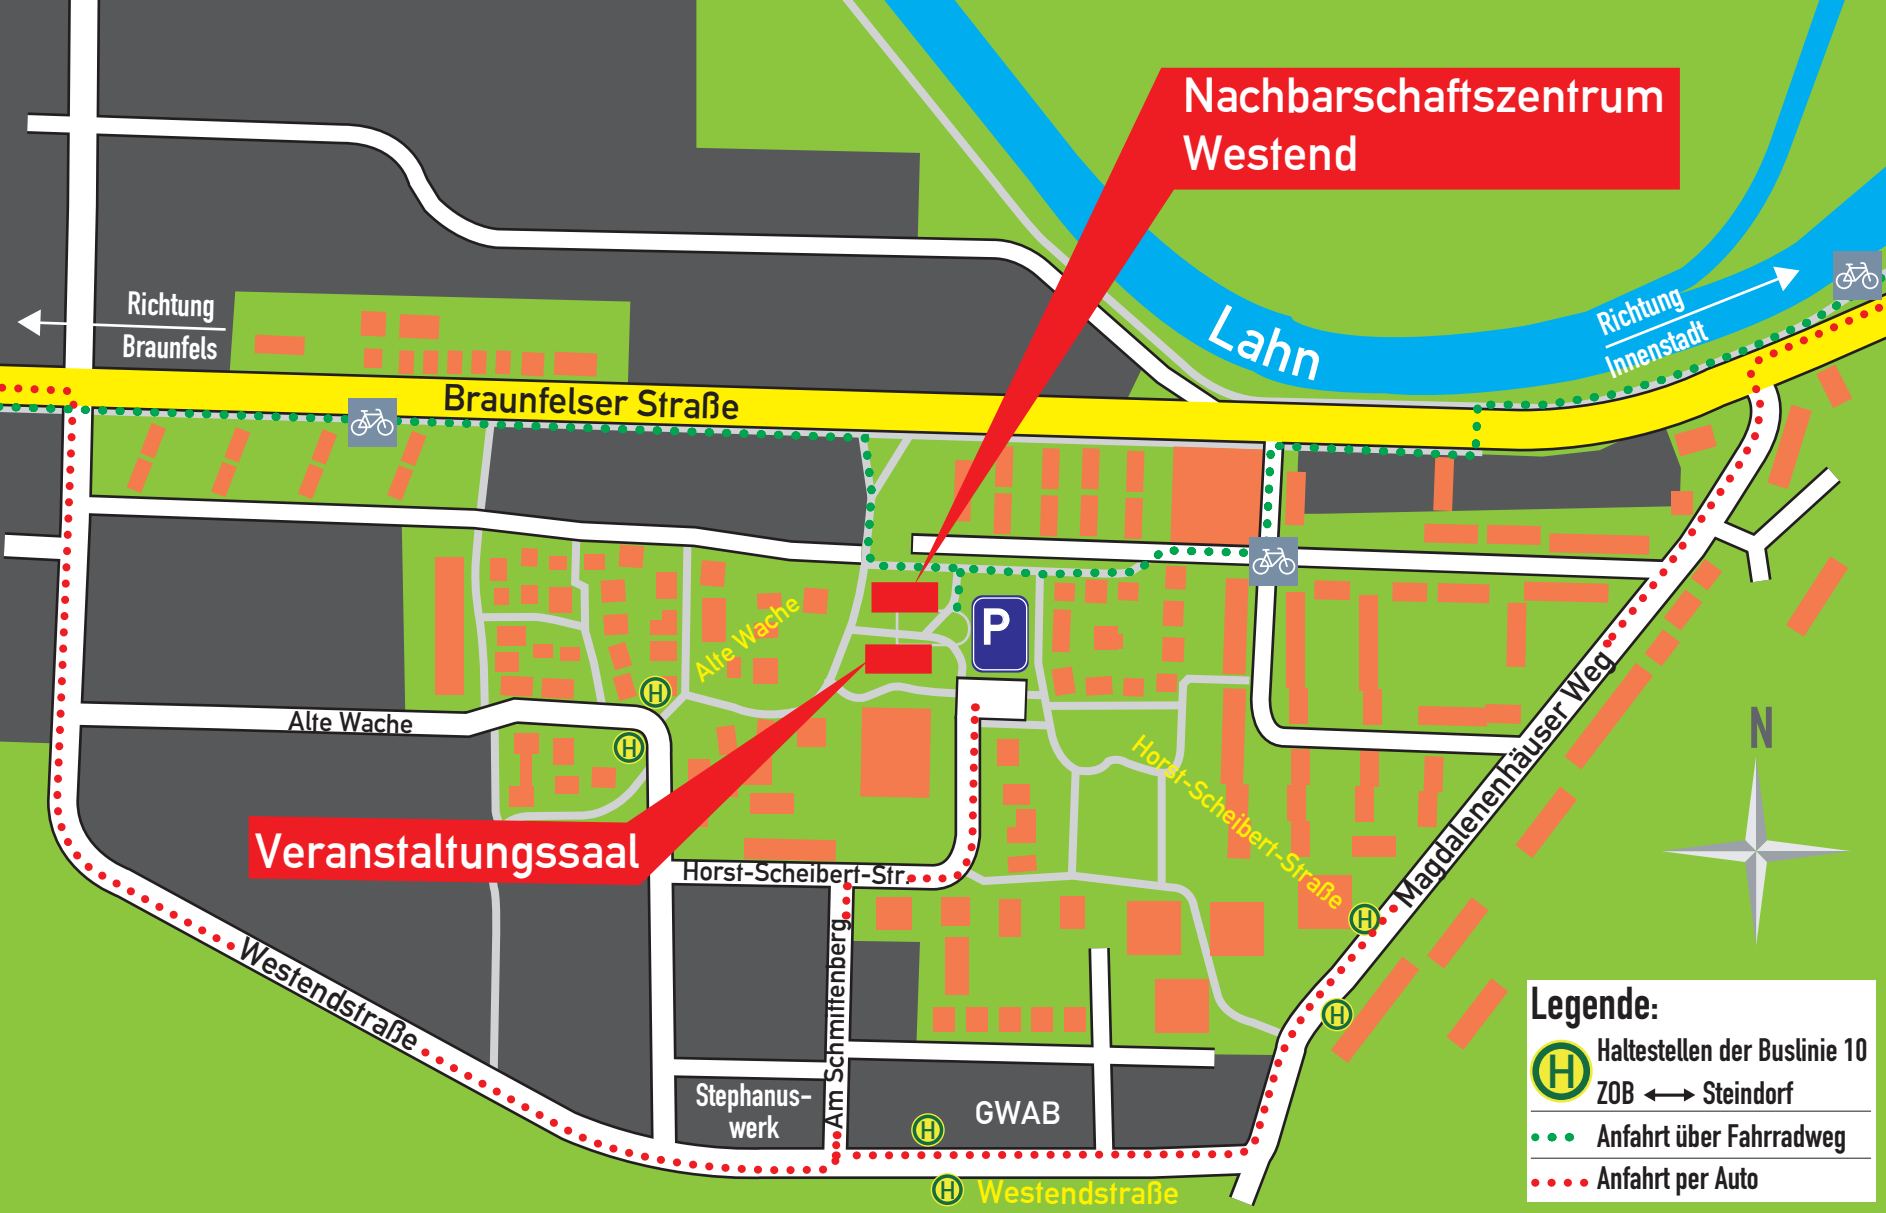 Nachbarschaftszentrum
Westend
Lahn
Richtung
Innenstadt
Richtung
Braunfels
Braunfelser Straße
P
Alte Wache
H
Alte Wache
H
N
Horst-Scheibert-Straße
Magdalenenhäuser Weg
Veranstaltungssaal
Horst-Scheibert-Str.
H
H
Am Schmittenberg
Westendstraße
Stephanus-
werk
GWAB
H
H
Westendstraße
Legende:
H
Haltestellen der Buslinie 10
ZOB ⟷ Steindorf
Anfahrt über Fahrradweg
Anfahrt per Auto